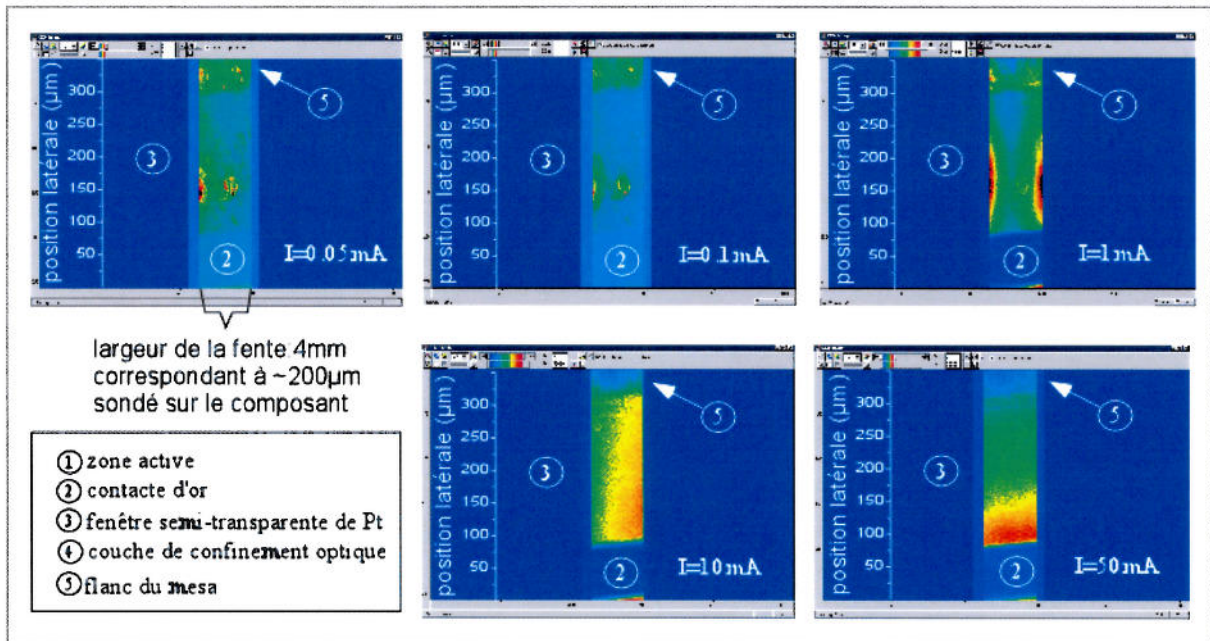 position latérale (µm)
300
250
200
150
100
50
5
3
2
I=0.05mA
position latérale (µm)
300
250
200
150
100
50
5
3
2
I=0.1mA
position latérale (µm)
300
250
200
150
100
50
5
3
2
I=1mA
largeur de la fente 4mm
correspondant à ~200µm
sondé sur le composant
1 zone active
2 contacte d'or
3 fenêtre semi-transparente de Pt
4 couche de confinement optique
5 flanc du mesa
position latérale (µm)
300
250
200
150
100
50
5
3
2
I=10mA
position latérale (µm)
300
250
200
150
100
50
5
3
2
I=50mA